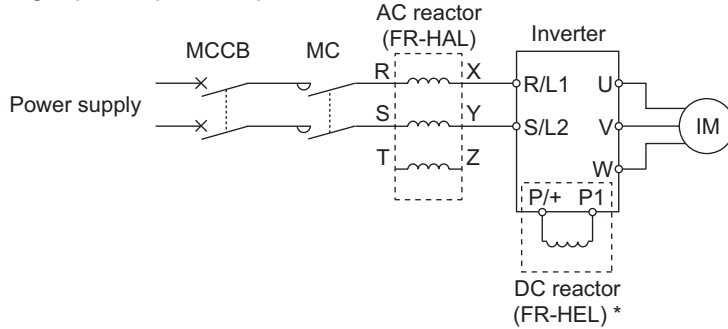 AC reactor
(FR-HAL)
Inverter
MCCB
MC
R
X
R/L1
U
Power supply
S
Y
S/L2
V
IM
T
Z
W
P/+
P1
DC reactor
(FR-HEL) *